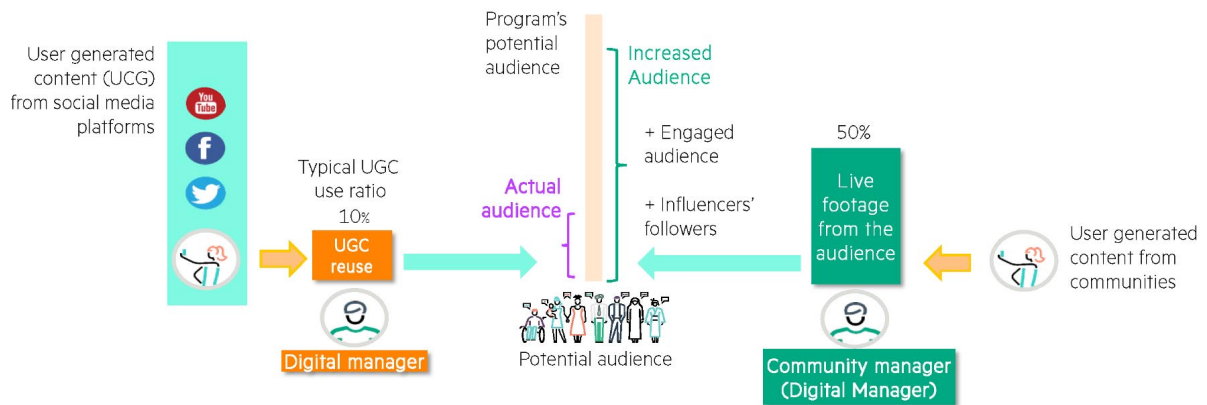 User generated
content (UCG)
from social media
platforms
You
Tube
f
Typical UGC
use ratio
10%
UGC
reuse
Digital manager
Program's
potential
audience
Actual
audience
Increased
Audience
+ Engaged
audience
+ Influencers'
followers
Potential audience
50%
Live
footage
from the
audience
Community manager
(Digital Manager)
User generated
content from
communities